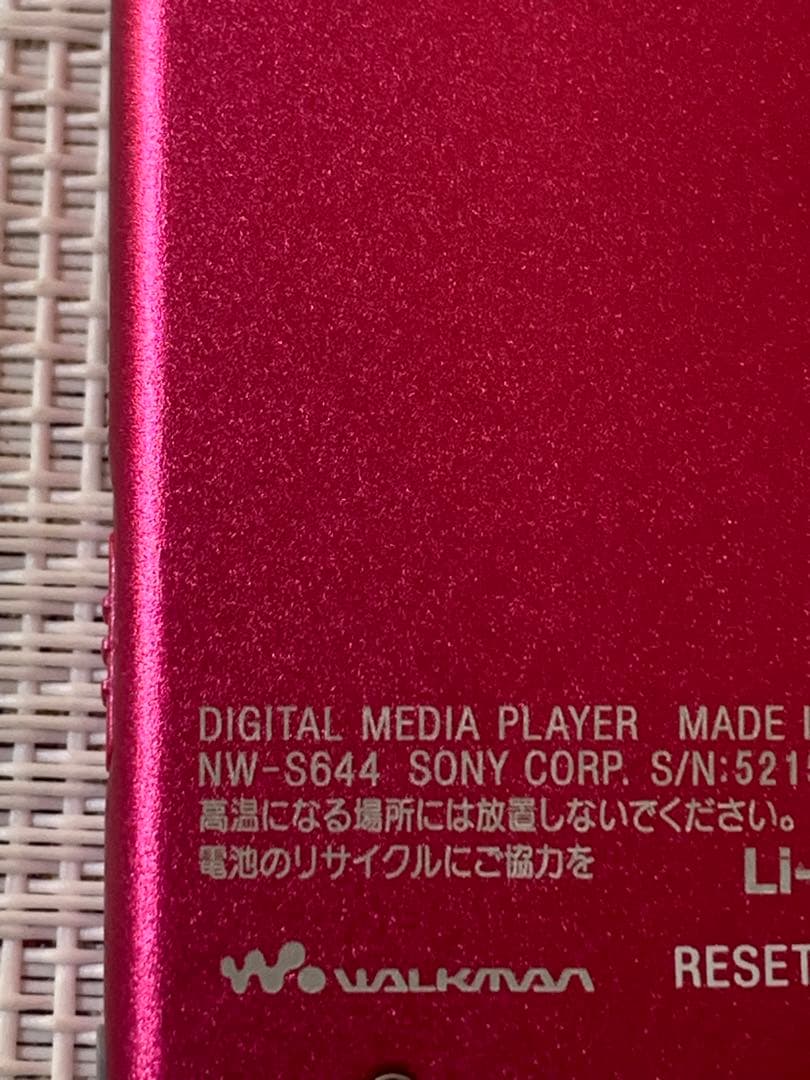 DIGITAL MEDIA PLAYER MADE
NW-S644 SONY CORP. S/N:521
高温になる場所には放置しないでください。
電池のリサイクルにご協力を
Li-
WALKMAN
RESET